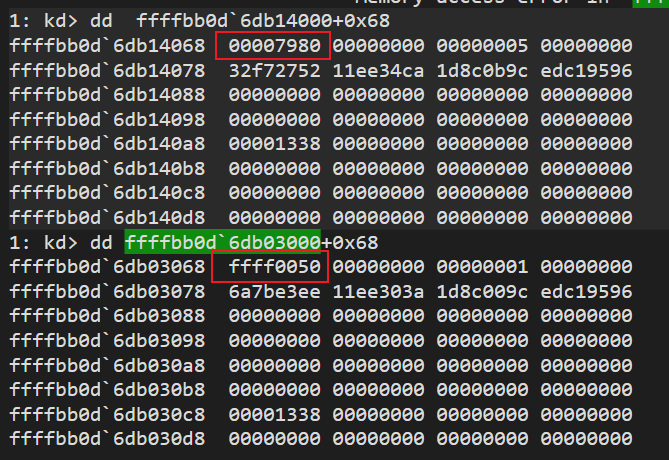 Memory access error in
1: kd> dd  ffffbb0d`6db14000+0x68
ffffbb0d`6db14068  00007980 00000000 00000005 00000000
ffffbb0d`6db14078  32f72752 11ee34ca 1d8c0b9c edc19596
ffffbb0d`6db14088  00000000 00000000 00000000 00000000
ffffbb0d`6db14098  00000000 00000000 00000000 00000000
ffffbb0d`6db140a8  00001338 00000000 00000000 00000000
ffffbb0d`6db140b8  00000000 00000000 00000000 00000000
ffffbb0d`6db140c8  00000000 00000000 00000000 00000000
ffffbb0d`6db140d8  00000000 00000000 00000000 00000000
1: kd> dd ffffbb0d`6db03000+0x68
ffffbb0d`6db03068  ffff0050 00000000 00000001 00000000
ffffbb0d`6db03078  6a7be3ee 11ee303a 1d8c009c edc19596
ffffbb0d`6db03088  00000000 00000000 00000000 00000000
ffffbb0d`6db03098  00000000 00000000 00000000 00000000
ffffbb0d`6db030a8  00000000 00000000 00000000 00000000
ffffbb0d`6db030b8  00000000 00000000 00000000 00000000
ffffbb0d`6db030c8  00001338 00000000 00000000 00000000
ffffbb0d`6db030d8  00000000 00000000 00000000 00000000